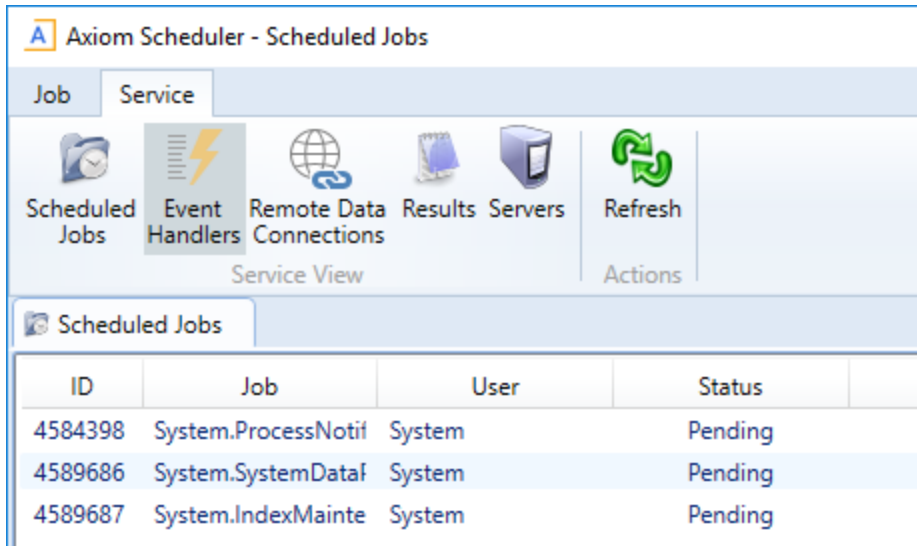 A Axiom Scheduler - Scheduled Jobs
Job Service
Scheduled Jobs Event Handlers Remote Data Connections Results Servers Refresh
Service View Actions
Scheduled Jobs
ID Job User Status
4584398 System.ProcessNotif System Pending
4589686 System.SystemData System Pending
4589687 System.IndexMainte System Pending